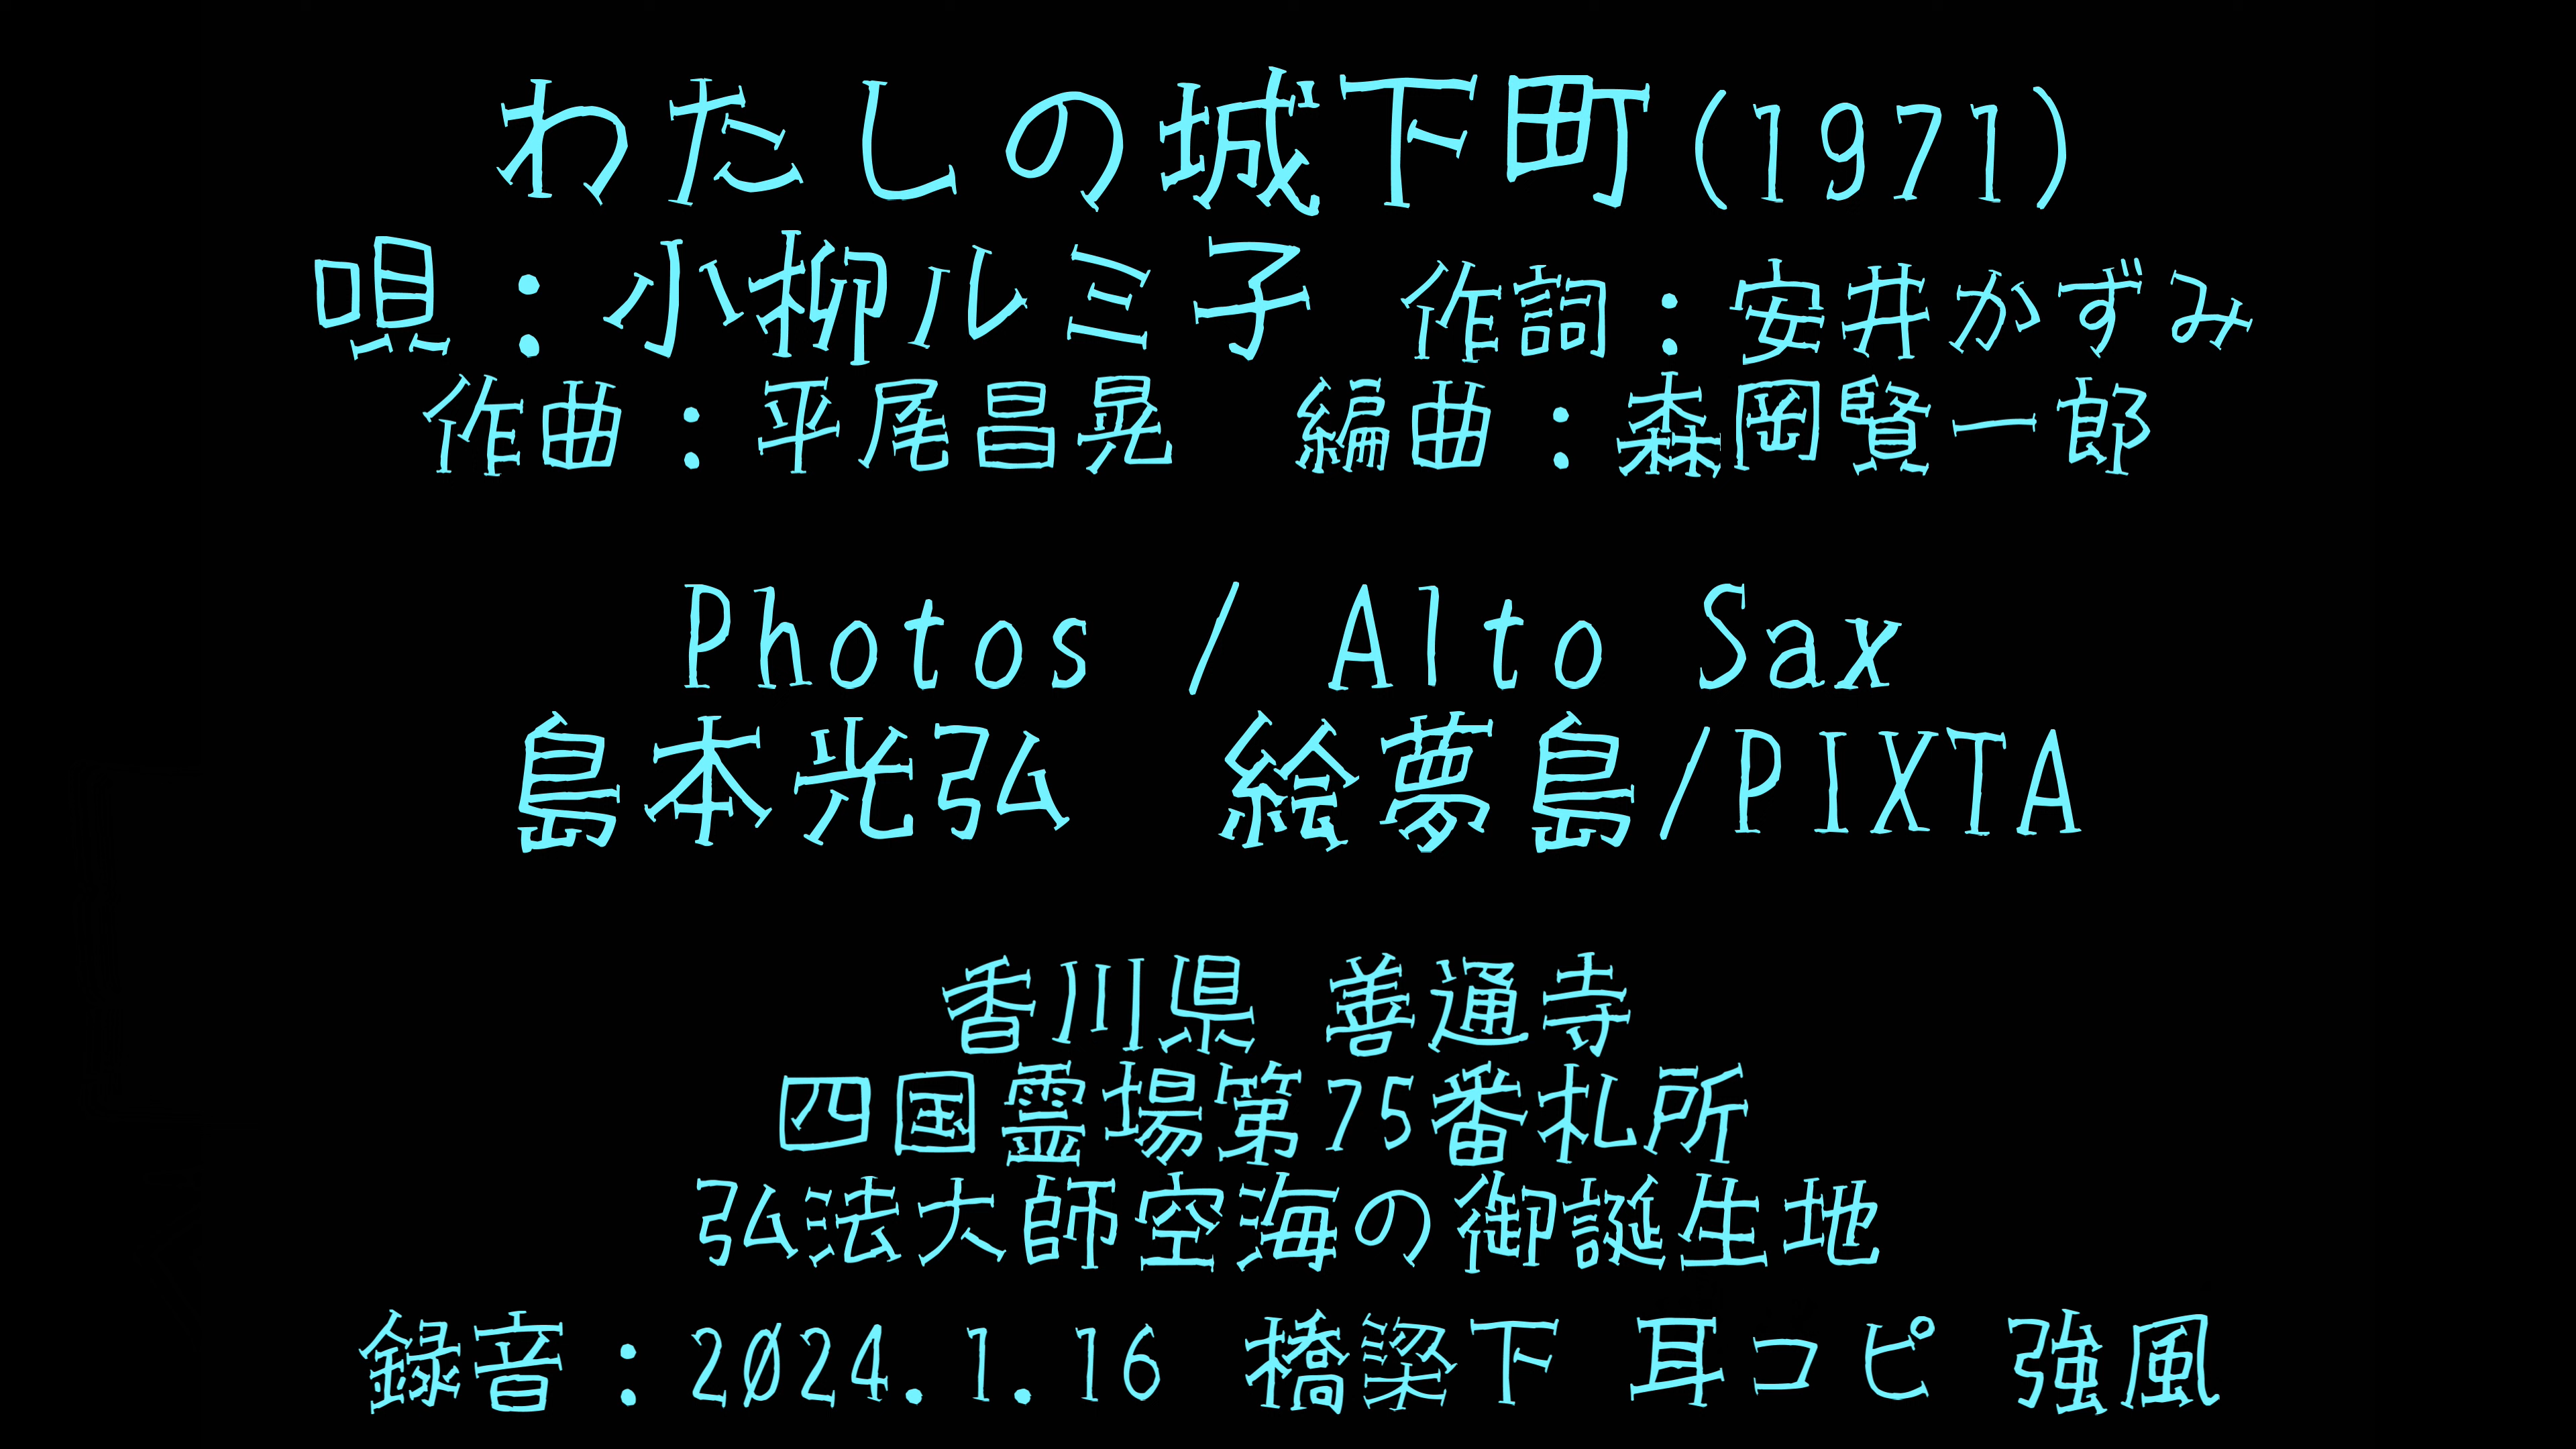 わたしの城下町(1971)
唄:小柳ルミ子 作詞:安井かずみ
作曲:平尾昌晃 編曲:森岡賢一郎
Photos / Alto Sax
島本光弘 絵夢島/PIXTA
香川県 善通寺
四国霊場第75番札所
弘法大師空海の御誕生地
録音:2024.1.16 橋梁下 耳コピ 強風